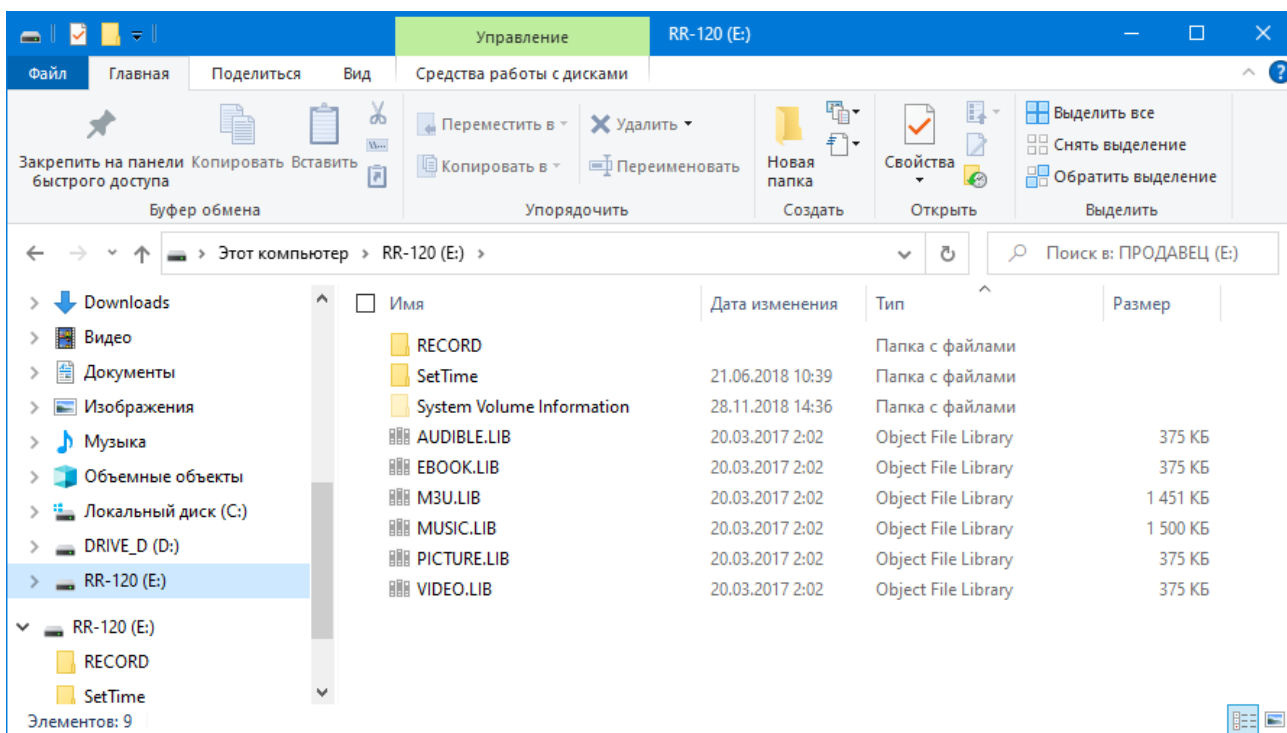 Управление RR-120 (E:)
Файл Главная Поделиться Вид Средства работы с дисками
Закрепить на панели быстрого доступа
Копировать
Вставить
Переместить в
Копировать в
Удалить
Переименовать
Новая папка
Свойства
Выделить все
Снять выделение
Обратить выделение
Буфер обмена Упорядочить Создать Открыть Выделить
Этот компьютер RR-120 (E:) Поиск в: ПРОДАВЕЦ (E:)
Downloads
Видео
Документы
Изображения
Музыка
Объемные объекты
Локальный диск (C:)
DRIVE_D (D:)
RR-120 (E:)
RR-120 (E:)
RECORD
SetTime
Имя Дата изменения Тип Размер
RECORD Папка с файлами
SetTime 21.06.2018 10:39 Папка с файлами
System Volume Information 28.11.2018 14:36 Папка с файлами
AUDIBLE.LIB 20.03.2017 2:02 Object File Library 375 КБ
EBOOK.LIB 20.03.2017 2:02 Object File Library 375 КБ
M3U.LIB 20.03.2017 2:02 Object File Library 1 451 КБ
MUSIC.LIB 20.03.2017 2:02 Object File Library 1 500 КБ
PICTURE.LIB 20.03.2017 2:02 Object File Library 375 КБ
VIDEO.LIB 20.03.2017 2:02 Object File Library 375 КБ
Элементов: 9